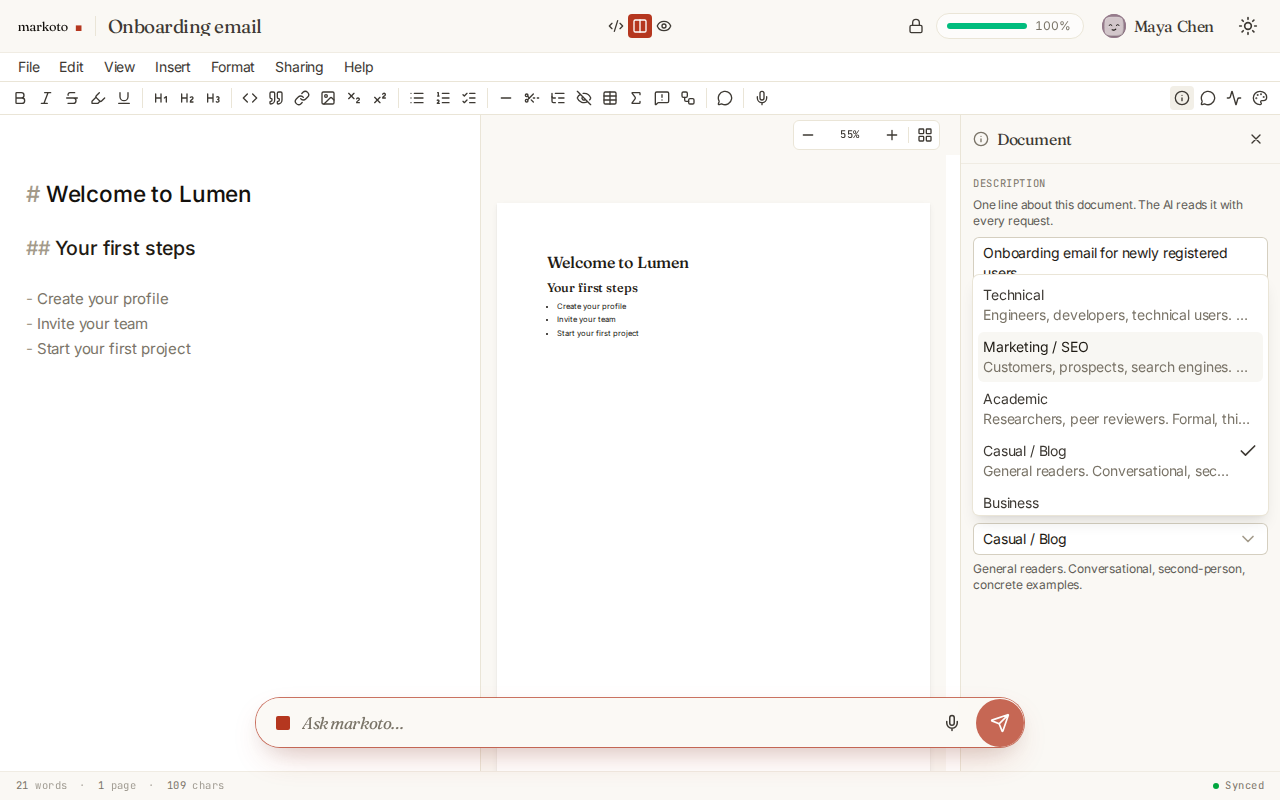 markoto
Onboarding email
100%
Maya Chen
File Edit View Insert Format Sharing Help
H1 H2 H3
55%
# Welcome to Lumen
## Your first steps
- Create your profile
- Invite your team
- Start your first project
Welcome to Lumen
Your first steps
• Create your profile
• Invite your team
• Start your first project
Document
DESCRIPTION
One line about this document. The AI reads it with
every request.
Onboarding email for newly registered
users
Technical
Engineers, developers, technical users. ...
Marketing / SEO
Customers, prospects, search engines. ...
Academic
Researchers, peer reviewers. Formal, thi...
Casual / Blog
General readers. Conversational, sec...
Business
Casual / Blog
General readers. Conversational, second-person,
concrete examples.
Ask markoto...
21 words · 1 page · 109 chars
Synced